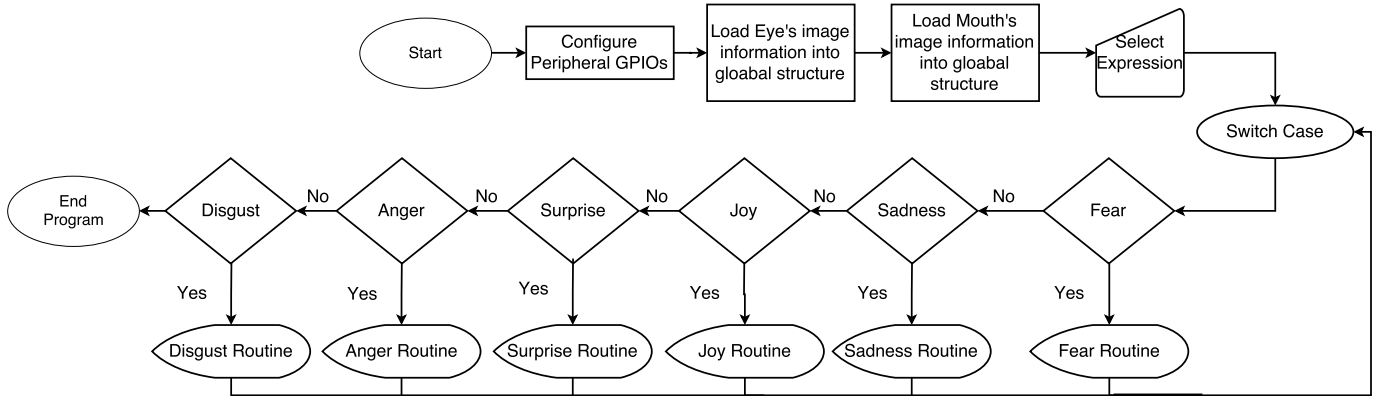 Start
Configure
Peripheral GPIOs
Load Eye's image
information into
gloabal structure
Load Mouth's
image information
into gloabal
structure
Select
Expression
Switch Case
End
Program
Disgust
No
Anger
No
Surprise
No
Joy
No
Sadness
No
Fear
Yes
Yes
Yes
Yes
Yes
Yes
Disgust Routine
Anger Routine
Surprise Routine
Joy Routine
Sadness Routine
Fear Routine